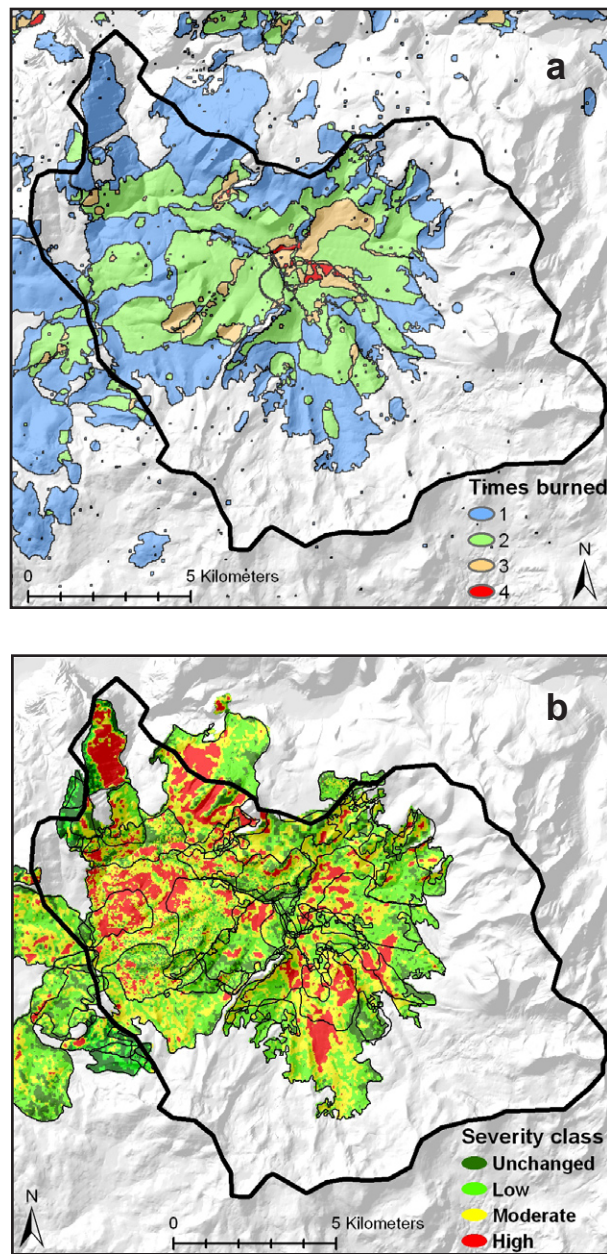 a
Times burned
1
2
3
4
N
0
5 Kilometers
b
Severity class
Unchanged
Low
Moderate
High
N
0
5 Kilometers